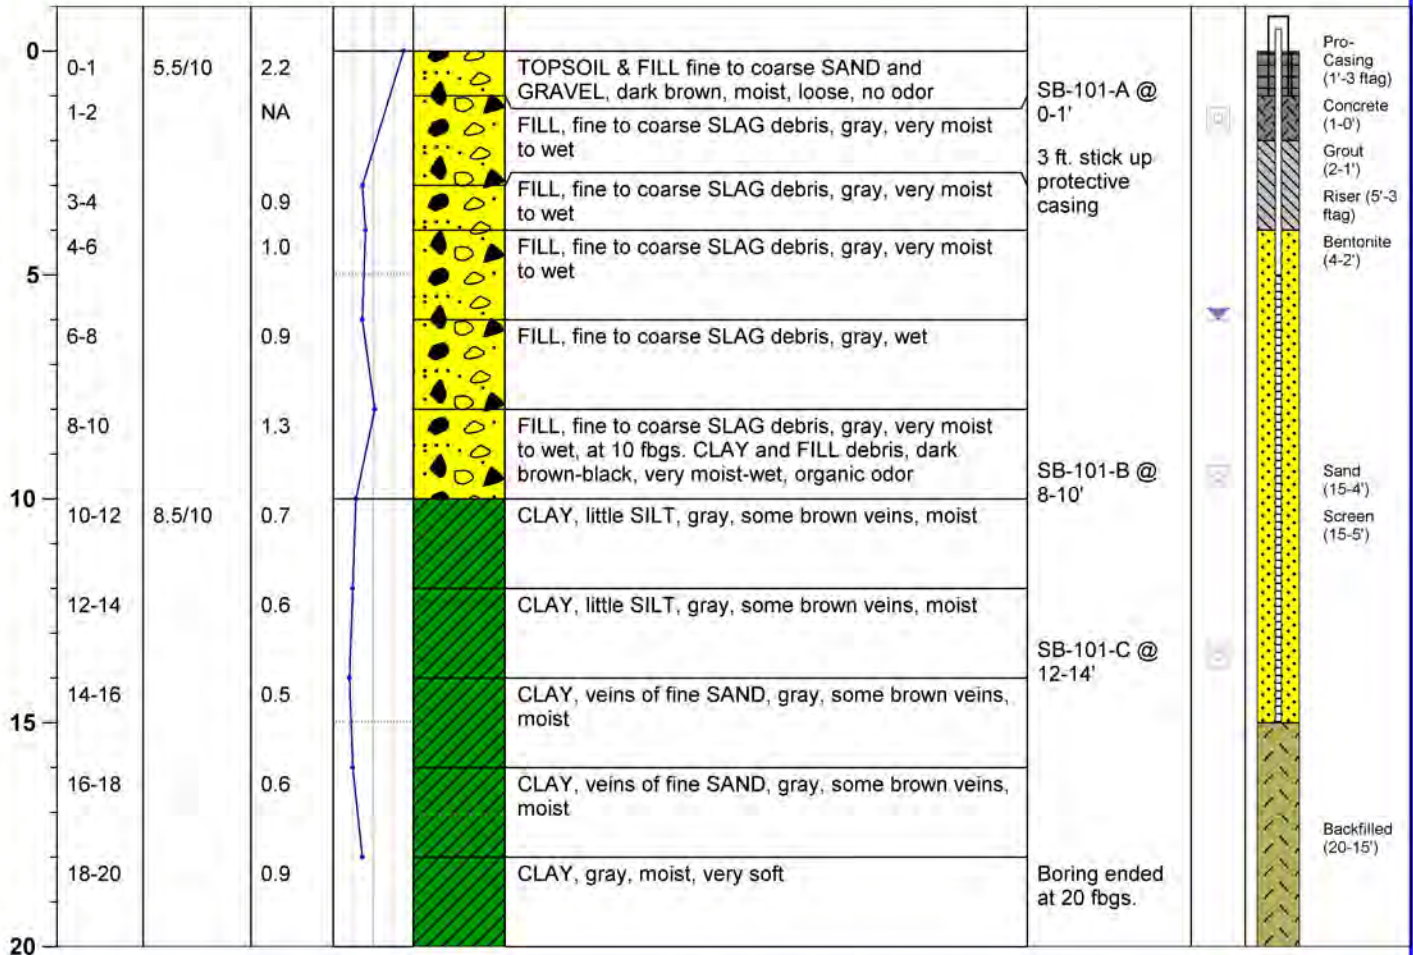 0
0-1
5.5/10
2.2
TOPSOIL & FILL fine to coarse SAND and
GRAVEL, dark brown, moist, loose, no odor
SB-101-A @
0-1'
Pro-
Casing
(1'-3 ftag)
1-2
NA
FILL, fine to coarse SLAG debris, gray, very moist
to wet
3 ft. stick up
protective
casing
Concrete
(1-0')
Grout
(2-1')
3-4
0.9
FILL, fine to coarse SLAG debris, gray, very moist
to wet
Riser (5'-3
ftag)
4-6
1.0
FILL, fine to coarse SLAG debris, gray, very moist
to wet
Bentonite
(4-2')
5
6-8
0.9
FILL, fine to coarse SLAG debris, gray, wet
8-10
1.3
FILL, fine to coarse SLAG debris, gray, very moist
to wet, at 10 fbgs. CLAY and FILL debris, dark
brown-black, very moist-wet, organic odor
SB-101-B @
8-10'
Sand
(15-4')
10
10-12
8.5/10
0.7
CLAY, little SILT, gray, some brown veins, moist
Screen
(15-5')
12-14
0.6
CLAY, little SILT, gray, some brown veins, moist
SB-101-C @
12-14'
14-16
0.5
CLAY, veins of fine SAND, gray, some brown veins,
moist
15
16-18
0.6
CLAY, veins of fine SAND, gray, some brown veins,
moist
Backfilled
(20-15')
18-20
0.9
CLAY, gray, moist, very soft
Boring ended
at 20 fbgs.
20